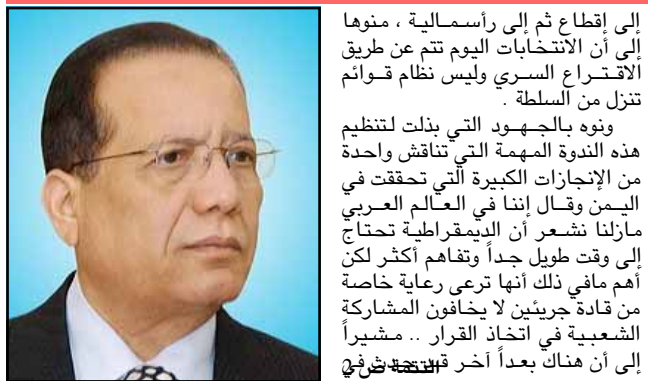 إلى إقطاع ثم إلى رأسمالية ، منوها
إلى أن الانتخابات اليوم تتم عن طريق
الاقتراع السري وليس نظام قوائم
تنزل من السلطة .
ونوه بالجهود التي بذلت لتنظيم
هذه الندوة المهمة التي تناقش واحدة
من الإنجازات الكبيرة التي تحققت في
اليمن وقال إننا في العالم العربي
مازلنا نشعر أن الديمقراطية تحتاج
إلى وقت طويل جداً وتفاهم أكثر لكن
أهم مافي ذلك أنها ترعى رعاية خاصة
من قادة جريئين لا يخافون المشاركة
الشعبية في اتخاذ القرار .. مشيراً
إلى أن هناك بعداً آخر